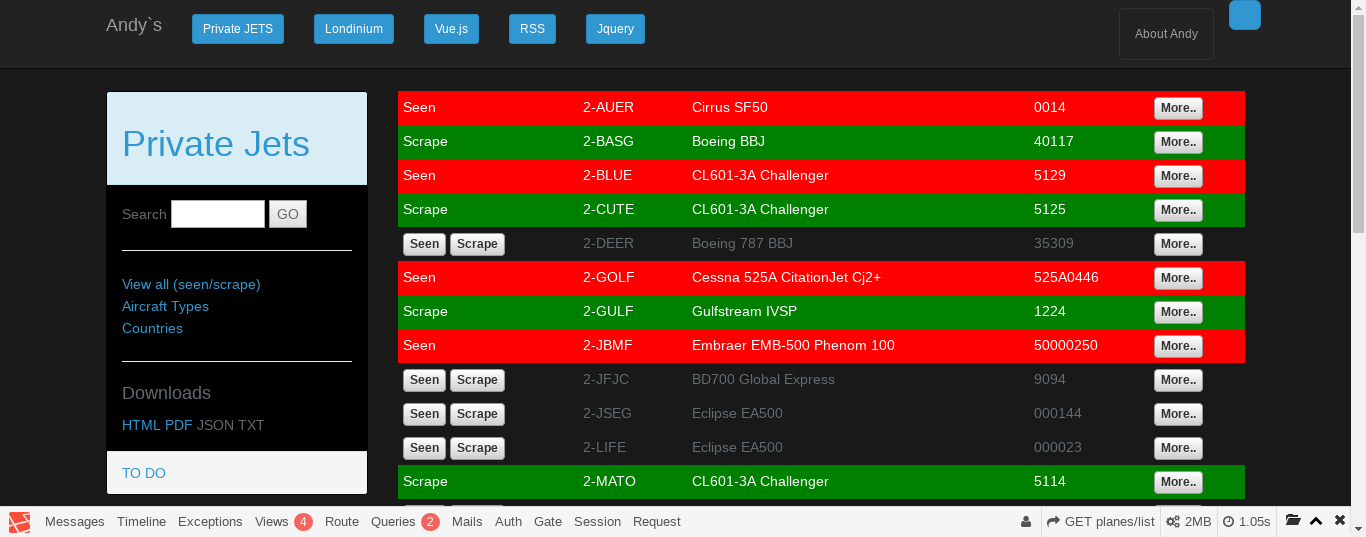 Andy`s Private JETS Londinium Vue.js RSS Jquery About Andy
Private Jets
Search GO
View all (seen/scrape)
Aircraft Types
Countries
Downloads
HTML PDF JSON TXT
TO DO
Seen 2-AUER Cirrus SF50 0014 More..
Scrape 2-BASG Boeing BBJ 40117 More..
Seen 2-BLUE CL601-3A Challenger 5129 More..
Scrape 2-CUTE CL601-3A Challenger 5125 More..
Seen Scrape 2-DEER Boeing 787 BBJ 35309 More..
Seen 2-GOLF Cessna 525A CitationJet Cj2+ 525A0446 More..
Scrape 2-GULF Gulfstream IVSP 1224 More..
Seen 2-JBMF Embraer EMB-500 Phenom 100 50000250 More..
Seen Scrape 2-JFJC BD700 Global Express 9094 More..
Seen Scrape 2-JSEG Eclipse EA500 000144 More..
Seen Scrape 2-LIFE Eclipse EA500 000023 More..
Scrape 2-MATO CL601-3A Challenger 5114 More..
Messages Timeline Exceptions Views 4 Route Queries 2 Mails Auth Gate Session Request GET planes/list 2MB 1.05s